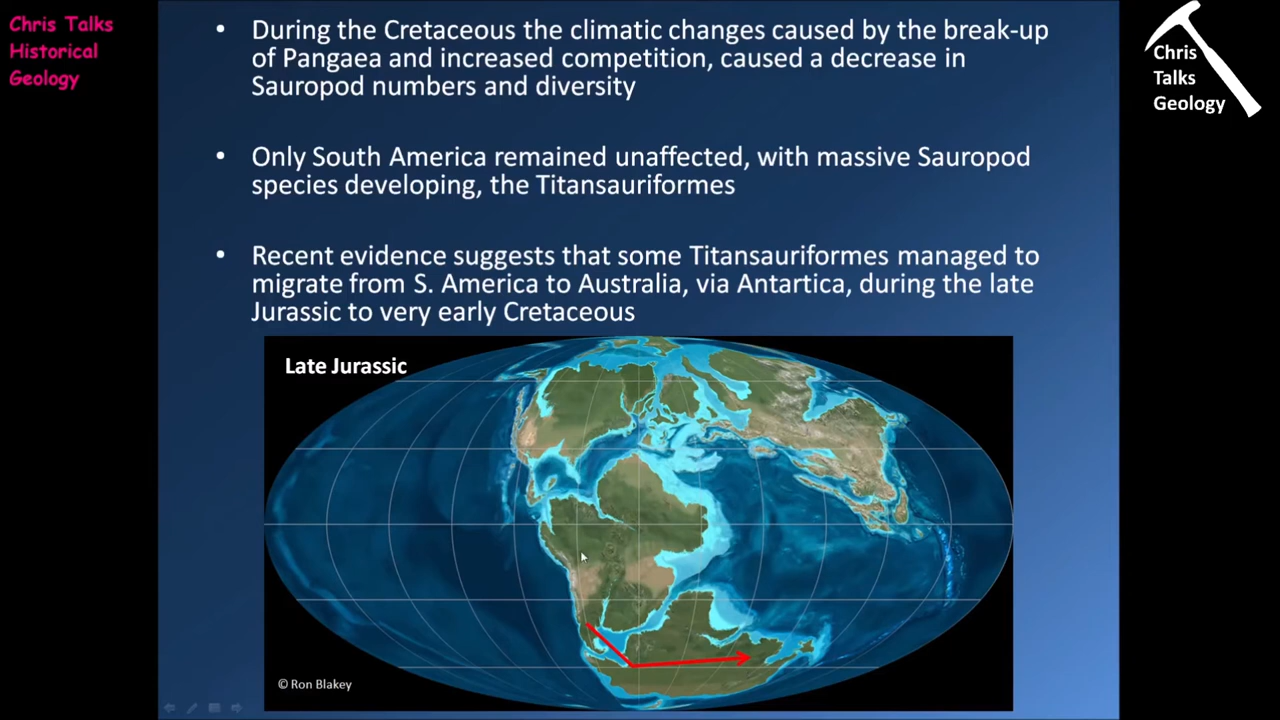 Chris Talks
Historical
Geology
• During the Cretaceous the climatic changes caused by the break-up
of Pangaea and increased competition, caused a decrease in
Sauropod numbers and diversity
• Only South America remained unaffected, with massive Sauropod
species developing, the Titansauriformes
• Recent evidence suggests that some Titansauriformes managed to
migrate from S. America to Australia, via Antartica, during the late
Jurassic to very early Cretaceous
Late Jurassic
© Ron Blakey
Chris
Talks
Geology